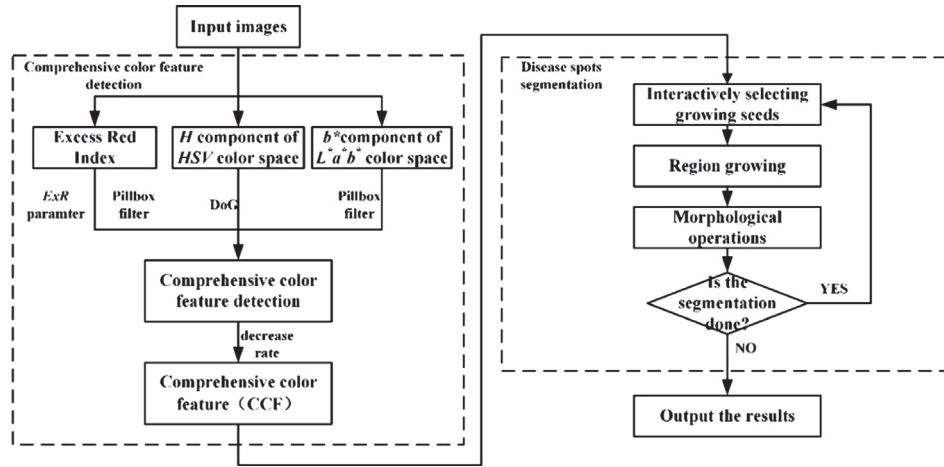 Input images
Comprehensive color feature
detection
Excess Red
Index
H component of
HSV color space
b*component of
L*a*b* color space
ExR
paramter
Pillbox
filter
DoG
Pillbox
filter
Comprehensive color
feature detection
decrease
rate
Comprehensive color
feature（CCF）
Disease spots
segmentation
Interactively selecting
growing seeds
Region growing
Morphological
operations
Is the
segmentation
done?
YES
NO
Output the results